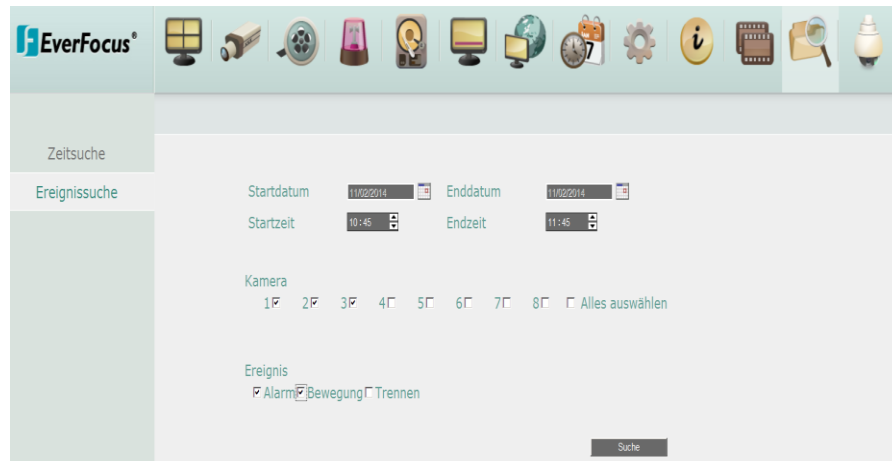 EverFocus®
7
i
Zeitsuche
Ereignissuche
Startdatum 11/02/2014 Enddatum 11/02/2014
Startzeit 10:45 Endzeit 11:45
Kamera
1 2 3 4 5 6 7 8 Alles auswählen
Ereignis
Alarm Bewegung Trennen
Suche